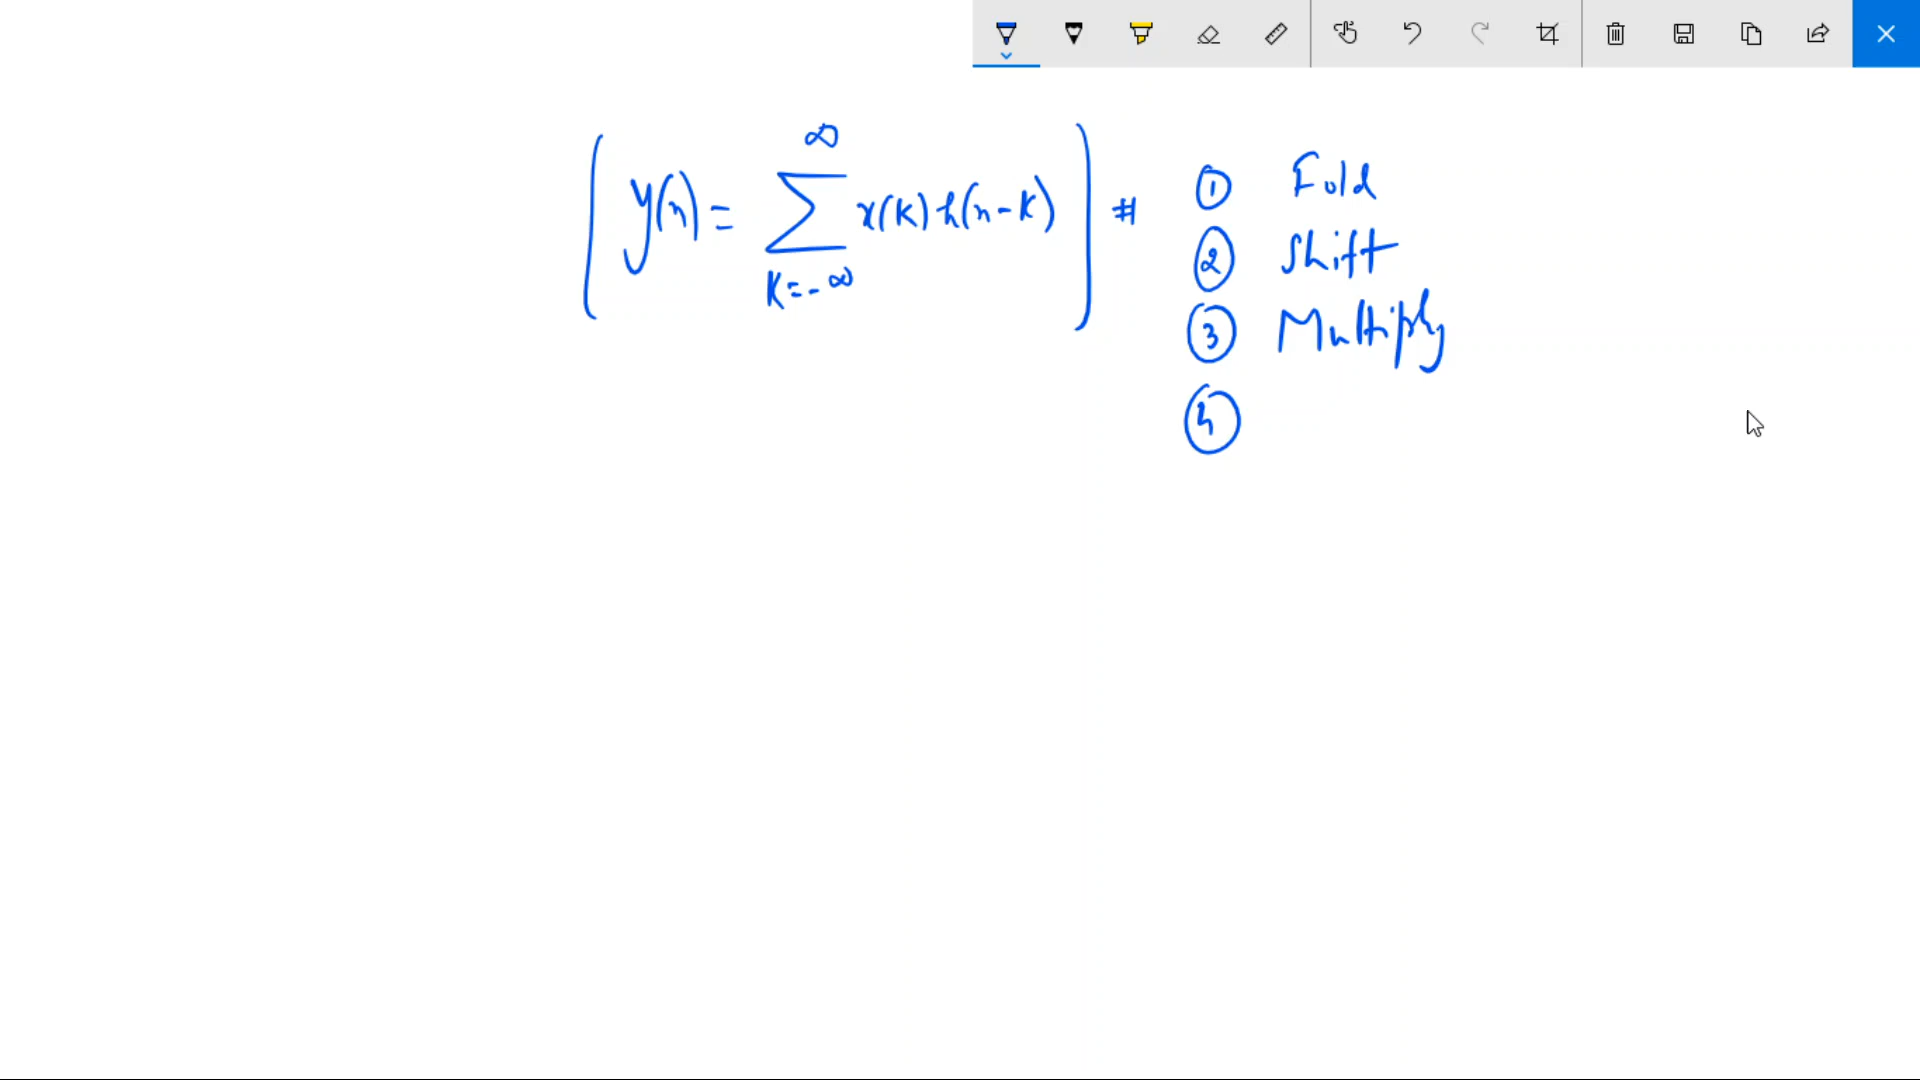 y(n) = ∞ ∑ K=-∞ x(K) h(n-K) #
① Fold
② Shift
③ Multiply
④